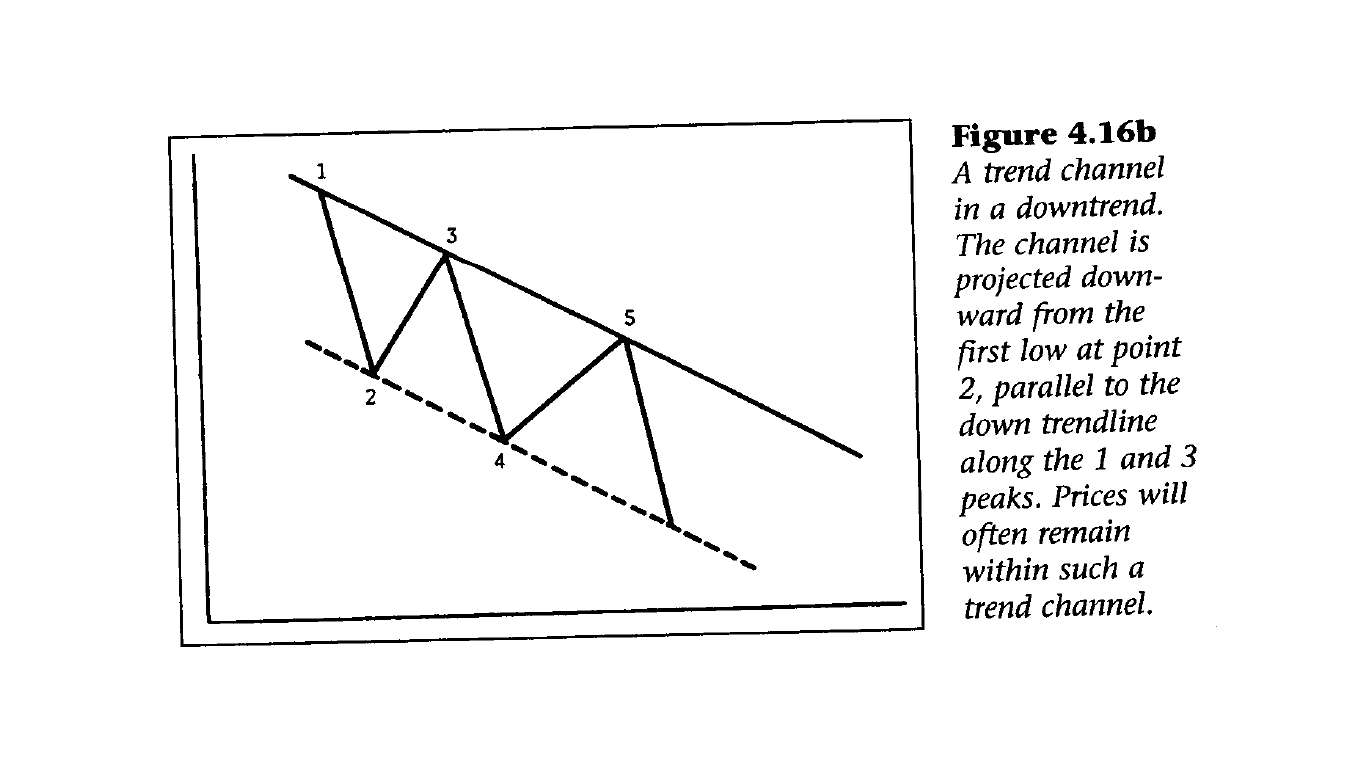 1
3
5
2
4
Figure 4.16b
A trend channel
in a downtrend.
The channel is
projected down-
ward from the
first low at point
2, parallel to the
down trendline
along the 1 and 3
peaks. Prices will
often remain
within such a
trend channel.